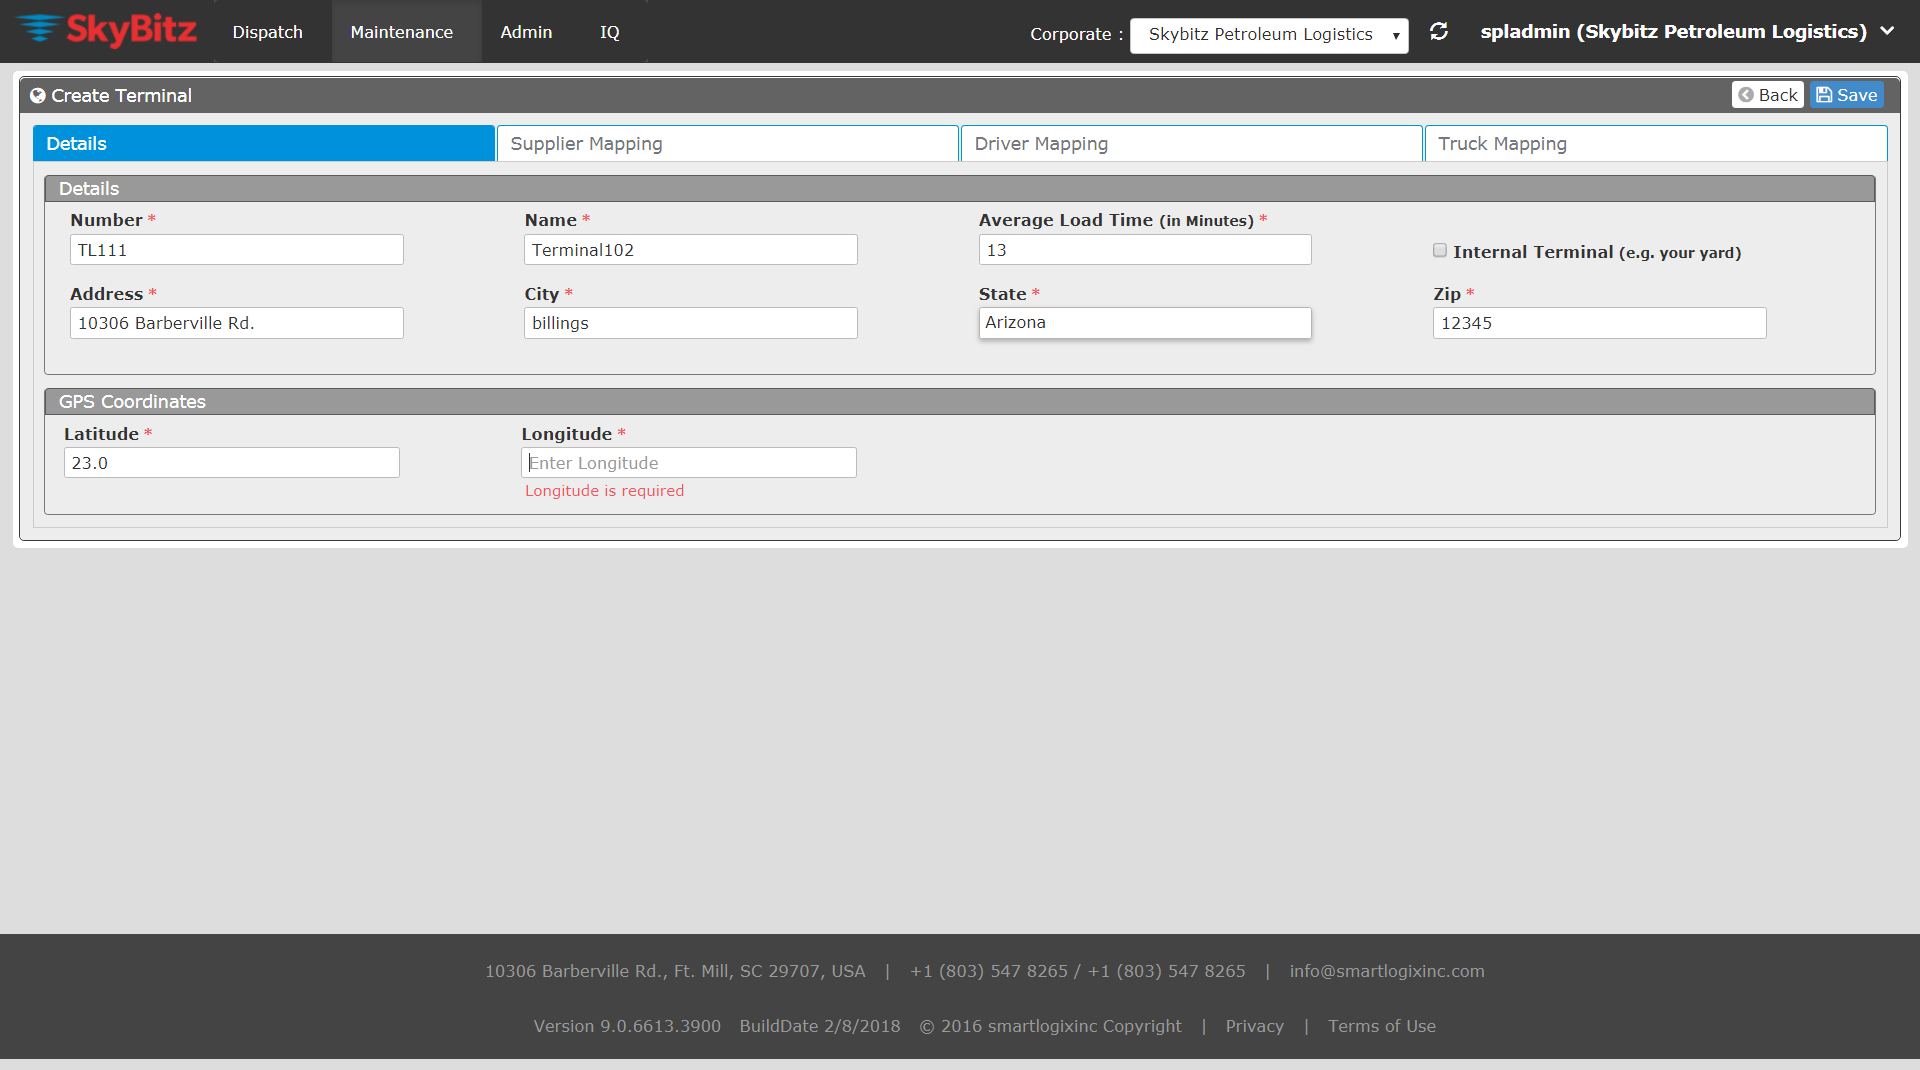 SkyBitz Dispatch Maintenance Admin IQ Corporate : Skybitz Petroleum Logistics spladmin (Skybitz Petroleum Logistics)
Create Terminal Back Save
Details Supplier Mapping Driver Mapping Truck Mapping
Details
Number * Name * Average Load Time (in Minutes) *
TL111 Terminal102 13 Internal Terminal (e.g. your yard)
Address * City * State * Zip *
10306 Barberville Rd. billings Arizona 12345
GPS Coordinates
Latitude * Longitude *
23.0 Enter Longitude
Longitude is required
10306 Barberville Rd., Ft. Mill, SC 29707, USA | +1 (803) 547 8265 / +1 (803) 547 8265 | info@smartlogixinc.com
Version 9.0.6613.3900 BuildDate 2/8/2018 © 2016 smartlogixinc Copyright | Privacy | Terms of Use